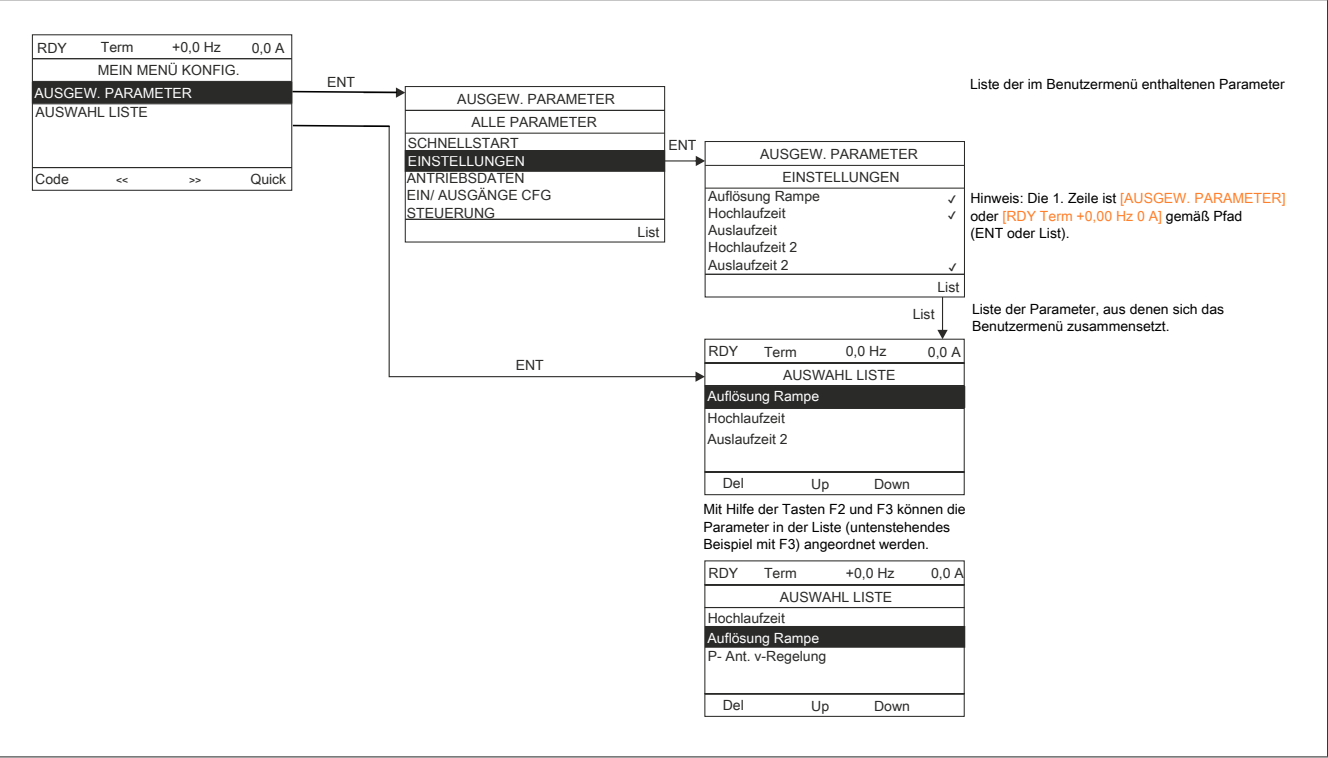 RDY Term +0,0 Hz 0,0 A
MEIN MENÜ KONFIG.
AUSGEW. PARAMETER
AUSWAHL LISTE
Code << >> Quick
ENT
AUSGEW. PARAMETER
ALLE PARAMETER
SCHNELLSTART
EINSTELLUNGEN
ANTRIEBSDATEN
EIN/ AUSGÄNGE CFG
STEUERUNG
List
ENT
Liste der im Benutzermenü enthaltenen Parameter
AUSGEW. PARAMETER
EINSTELLUNGEN
Auflösung Rampe ✓
Hochlaufzeit ✓
Auslaufzeit
Hochlaufzeit 2
Auslaufzeit 2 ✓
List
Hinweis: Die 1. Zeile ist [AUSGEW. PARAMETER]
oder [RDY Term +0,00 Hz 0 A] gemäß Pfad
(ENT oder List).
List
Liste der Parameter, aus denen sich das
Benutzermenü zusammensetzt.
ENT
RDY Term 0,0 Hz 0,0 A
AUSWAHL LISTE
Auflösung Rampe
Hochlaufzeit
Auslaufzeit 2
Del Up Down
Mit Hilfe der Tasten F2 und F3 können die
Parameter in der Liste (untenstehendes
Beispiel mit F3) angeordnet werden.
RDY Term +0,0 Hz 0,0 A
AUSWAHL LISTE
Hochlaufzeit
Auflösung Rampe
P- Ant. v-Regelung
Del Up Down